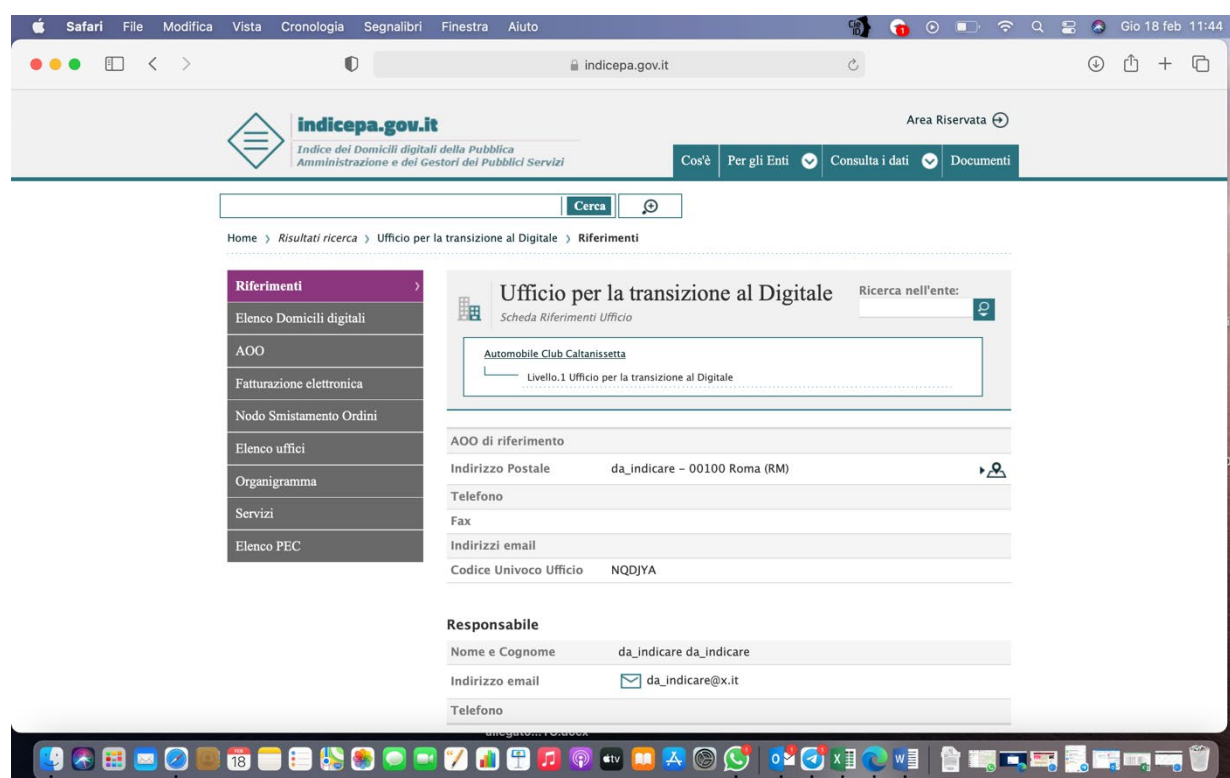 Safari File Modifica Vista Cronologia Segnalibri Finestra Aiuto Gio 18 feb 11:44
indicepa.gov.it
indicepa.gov.it
Indice dei Domicili digitali della Pubblica
Amministrazione e dei Gestori dei Pubblici Servizi
Area Riservata
Cos'è Per gli Enti Consulta i dati Documenti
Cerca
Home > Risultati ricerca > Ufficio per la transizione al Digitale > Riferimenti
Riferimenti
Elenco Domicili digitali
AOO
Fatturazione elettronica
Nodo Smistamento Ordini
Elenco uffici
Organigramma
Servizi
Elenco PEC
Ufficio per la transizione al Digitale
Scheda Riferimenti Ufficio
Ricerca nell'ente:
Automobile Club Caltanissetta
Livello.1 Ufficio per la transizione al Digitale
AOO di riferimento
Indirizzo Postale da_indicare – 00100 Roma (RM)
Telefono
Fax
Indirizzi email
Codice Univoco Ufficio NQDJYA
Responsabile
Nome e Cognome da_indicare da_indicare
Indirizzo email da_indicare@x.it
Telefono
FEB
18
tv